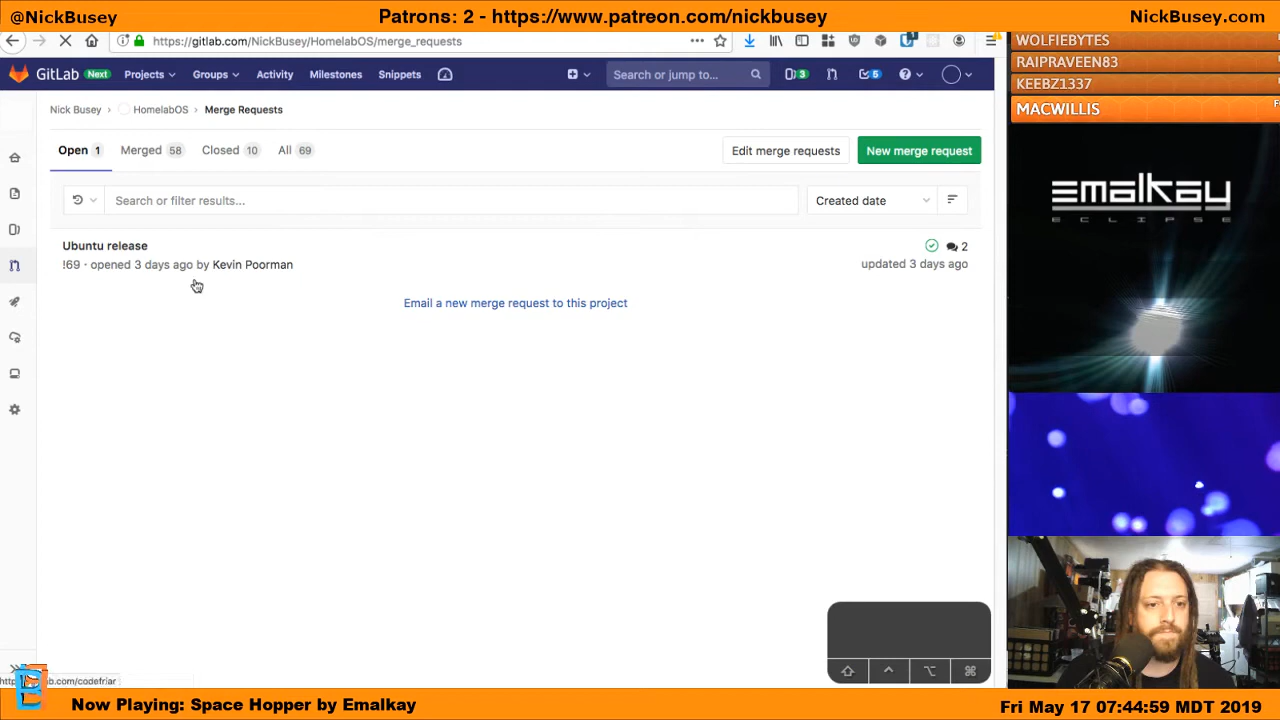 @NickBusey
Patrons: 2 - https://www.patreon.com/nickbusey
NickBusey.com
https://gitlab.com/NickBusey/HomelabOS/merge_requests
GitLab Next Projects Groups Activity Milestones Snippets Search or jump to... 3 5
Nick Busey > HomelabOS > Merge Requests
Open 1 Merged 58 Closed 10 All 69 Edit merge requests New merge request
Search or filter results... Created date
Ubuntu release 2
!69 · opened 3 days ago by Kevin Poorman updated 3 days ago
Email a new merge request to this project
WOLFIEBYTES
RAIPRAVEEN83
KEEBZ1337
MACWILLIS
EMALKAY
ECLIPSE
Now Playing: Space Hopper by Emalkay
Fri May 17 07:44:59 MDT 2019